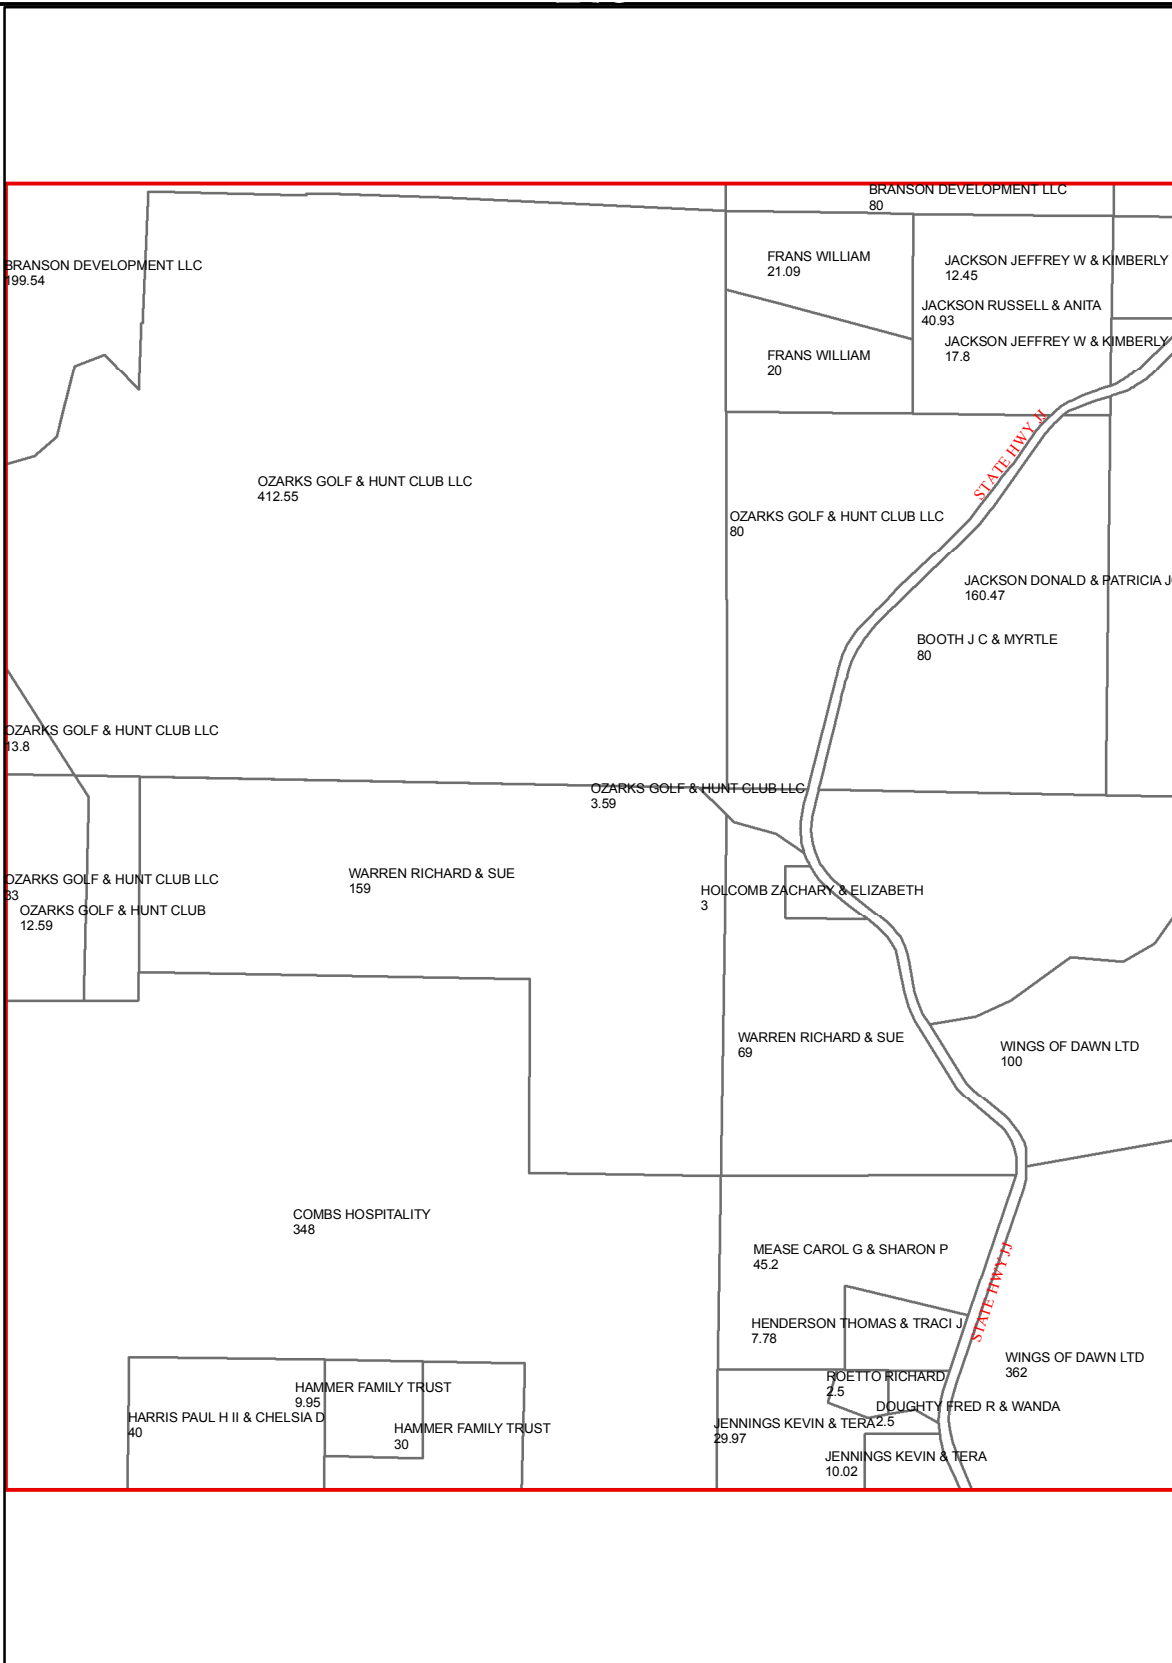 BRANSON DEVELOPMENT LLC
80
FRANS WILLIAM
21.09
JACKSON JEFFREY W & KIMBERLY
12.45
BRANSON DEVELOPMENT LLC
199.54
JACKSON RUSSELL & ANITA
40.93
JACKSON JEFFREY W & KIMBERLY
17.8
FRANS WILLIAM
20
STATE HWY JJ
OZARKS GOLF & HUNT CLUB LLC
412.55
OZARKS GOLF & HUNT CLUB LLC
80
JACKSON DONALD & PATRICIA
160.47
BOOTH J C & MYRTLE
80
OZARKS GOLF & HUNT CLUB LLC
13.8
OZARKS GOLF & HUNT CLUB LLC
3.59
WARREN RICHARD & SUE
159
OZARKS GOLF & HUNT CLUB LLC
33
HOLCOMB ZACHARY & ELIZABETH
3
OZARKS GOLF & HUNT CLUB
12.59
WARREN RICHARD & SUE
69
WINGS OF DAWN LTD
100
COMBS HOSPITALITY
348
MEASE CAROL G & SHARON P
45.2
STATE HWY JJ
HENDERSON THOMAS & TRACI J
7.78
WINGS OF DAWN LTD
362
ROETTO RICHARD
2.5
HAMMER FAMILY TRUST
9.95
DOUGHTY FRED R & WANDA
2.5
HARRIS PAUL H II & CHELSIA D
40
JENNINGS KEVIN & TERA
29.97
HAMMER FAMILY TRUST
30
JENNINGS KEVIN & TERA
10.02